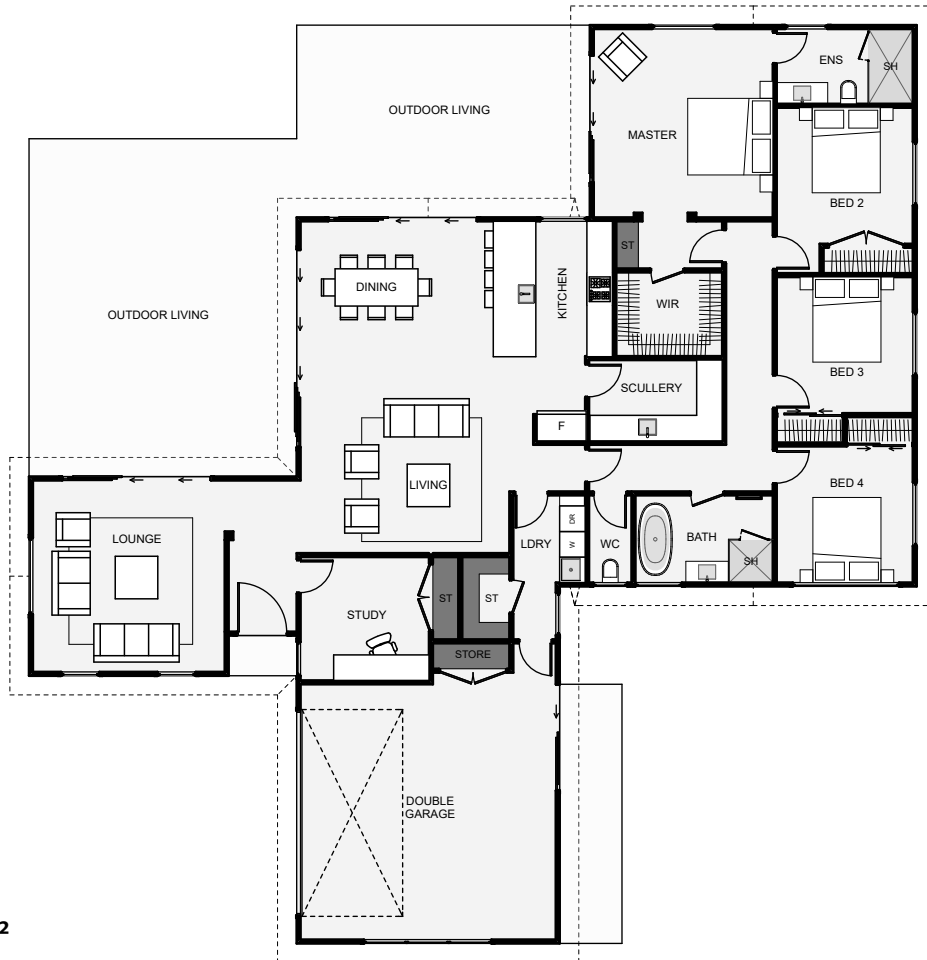 ENS
SH
OUTDOOR LIVING
MASTER
BED 2
ST
DINING
KITCHEN
WIR
OUTDOOR LIVING
BED 3
SCULLERY
F
LIVING
BED 4
DR
LOUNGE
LDRY
W
WC
BATH
SH
ST
ST
STUDY
STORE
DOUBLE
GARAGE
2